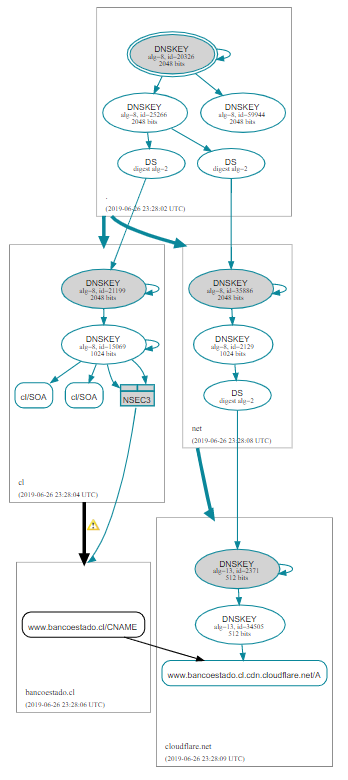 DNSKEY
alg=8, id=20326
2048 bits
DNSKEY
alg=8, id=25266
2048 bits
DNSKEY
alg=8, id=59944
2048 bits
DS
digest alg=2
DS
digest alg=2
.
(2019-06-26 23:28:02 UTC)
DNSKEY
alg=8, id=21199
2048 bits
DNSKEY
alg=8, id=15069
1024 bits
cl/SOA
cl/SOA
NSEC3
cl
(2019-06-26 23:28:04 UTC)
DNSKEY
alg=8, id=35886
2048 bits
DNSKEY
alg=8, id=2129
1024 bits
DS
digest alg=2
net
(2019-06-26 23:28:08 UTC)
www.bancoestado.cl/CNAME
bancoestado.cl
(2019-06-26 23:28:06 UTC)
DNSKEY
alg=13, id=2371
512 bits
DNSKEY
alg=13, id=34505
512 bits
www.bancoestado.cl.cdn.cloudflare.net/A
cloudflare.net
(2019-06-26 23:28:09 UTC)